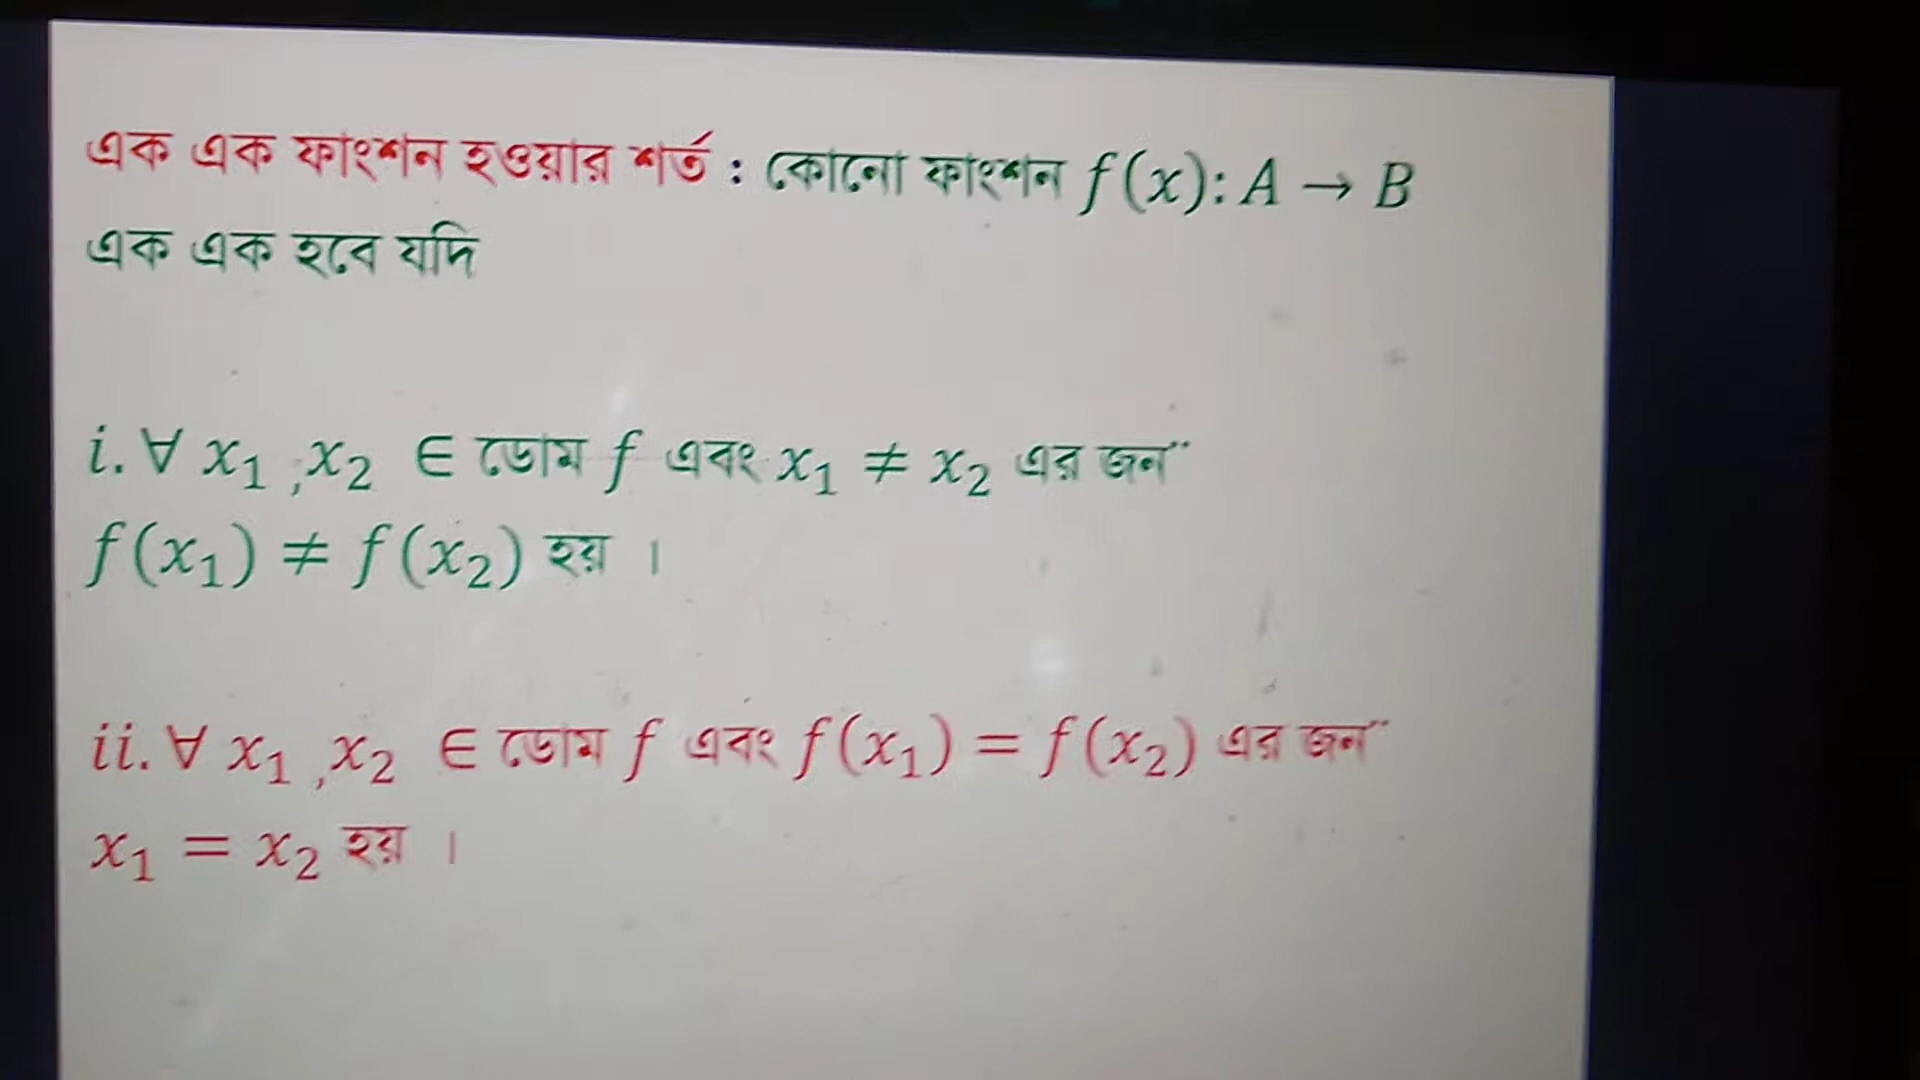 এক এক ফাংশন হওয়ার শর্ত : কোনো ফাংশন f(x): A → B
এক এক হবে যদি
i. ∀ x₁ ,x₂ ∈ ডোম f এবং x₁ ≠ x₂ এর জন্য
f(x₁) ≠ f(x₂) হয় ।
ii. ∀ x₁ ,x₂ ∈ ডোম f এবং f(x₁) = f(x₂) এর জন্য
x₁ = x₂ হয় ।